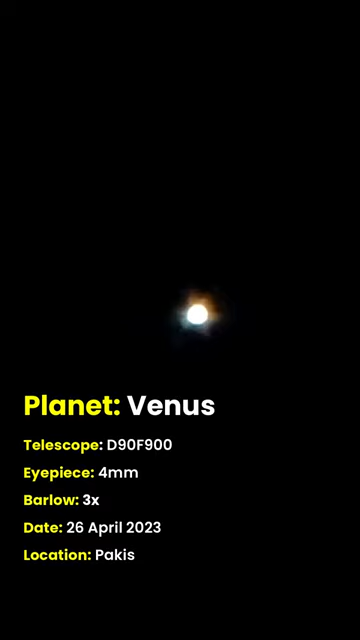 Planet: Venus
Telescope: D90F900
Eyepiece: 4mm
Barlow: 3x
Date: 26 April 2023
Location: Pakis